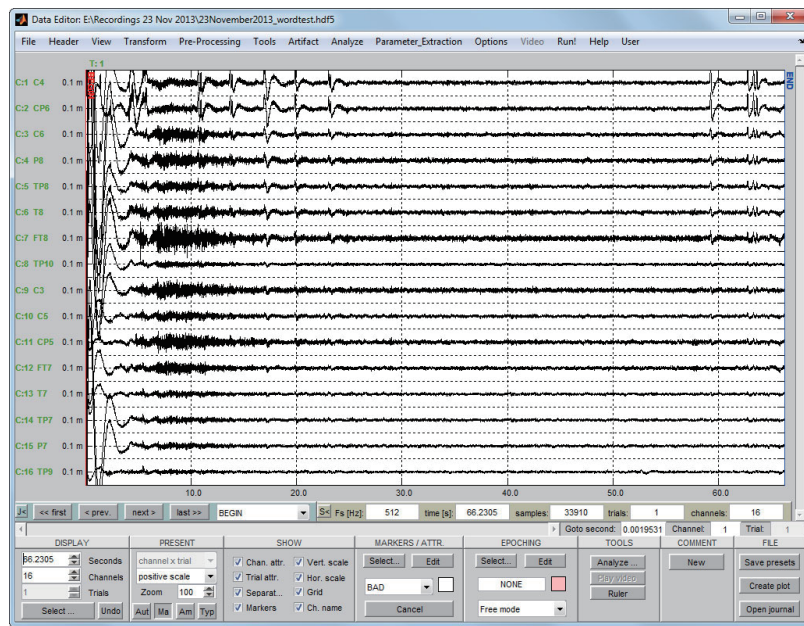 Data Editor: E:\Recordings 23 Nov 2013\23November2013_wordtest.hdf5
File Header View Transform Pre-Processing Tools Artifact Analyze Parameter_Extraction Options Video Run! Help User
T: 1
C:1 C4 0.1 m
END
C:2 CP6 0.1 m
C:3 C6 0.1 m
C:4 P8 0.1 m
C:5 TP8 0.1 m
C:6 T8 0.1 m
C:7 FT8 0.1 m
C:8 TP10 0.1 m
C:9 C3 0.1 m
C:10 C5 0.1 m
C:11 CP5 0.1 m
C:12 FT7 0.1 m
C:13 T7 0.1 m
C:14 TP7 0.1 m
C:15 P7 0.1 m
C:16 TP9 0.1 m
10.0 20.0 30.0 40.0 50.0 60.0
J< << first < prev. next > last >> BEGIN S< Fs [Hz]: 512 time [s]: 66.2305 samples: 33910 trials: 1 channels: 16
Goto second: 0.0019531 Channel: 1 Trial: 1
DISPLAY PRESENT SHOW MARKERS / ATTR. EPOCHING TOOLS COMMENT FILE
66.2305 Seconds channel x trial Chan. attr. Vert. scale Select... Edit Select... Edit Analyze ... New Save presets
16 Channels positive scale Trial attr. Hor. scale Play video
1 Trials Zoom 100 Separat... Grid BAD NONE Ruler Create plot
Select ... Undo Aut Ma Am Typ Markers Ch. name Cancel Free mode Open journal